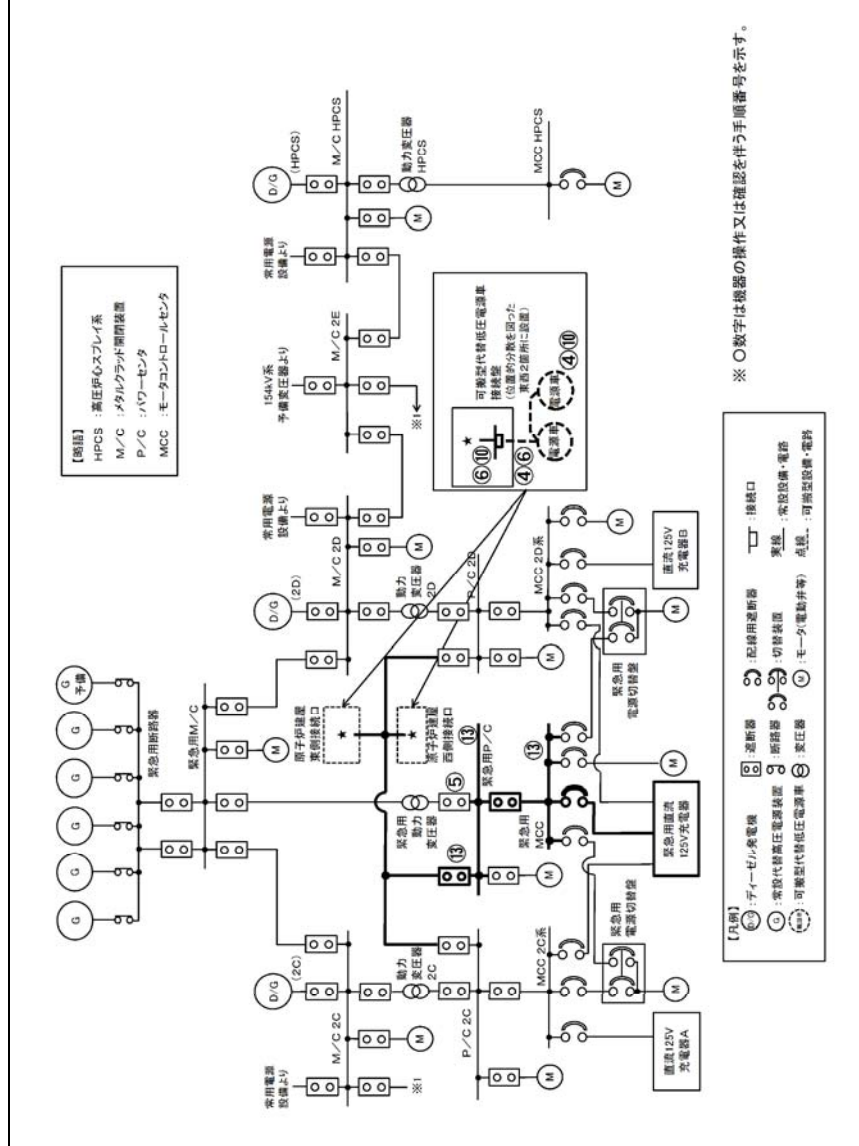 【略語】
HPCS :高圧炉心スプレイ系
M/C :メタルクラッド開閉装置
P/C :パワーセンタ
MCC :モータコントロールセンタ
G
G
G
G
G
G
予備
緊急用断路器
緊急用M/C
M
常用電源
設備より
D/G
(2C)
M/C 2C
※1
M
動力
変圧器
2C
P/C 2C
M
MCC 2C系
直流125V
充電器A
緊急用
電源切替盤
M
⑬
緊急用
動力
変圧器
⑤
緊急用P/C
⑬
M
緊急用
MCC
⑬
M
緊急用直流
125V充電器
原子炉建屋
東側接続口
★
原子炉建屋
西側接続口
★
D/G
(2D)
常用電源
設備より
M/C 2D
M
動力
変圧器
2D
P/C 2D
M
MCC 2D系
緊急用
電源切替盤
M
M
直流125V
充電器B
154kV系
予備変圧器より
M/C 2E
※1
常用電源
設備より
D/G
(HPCS)
M/C HPCS
M
動力変圧器
HPCS
MCC HPCS
M
可搬型代替低圧電源車
接続盤
(位置的分散を図った
東西2箇所に設置)
★
⑥⑩
④⑥
電源車
電源車
④⑩
【凡例】
D/G :ディーゼル発電機
G :常設代替高圧電源装置
電源車 :可搬型代替低圧電源車
:遮断器
:断路器
:変圧器
:配線用遮断器
:切替装置
M :モータ(電動弁等)
:接続口
実線 :常設設備・電路
点線 :可搬型設備・電路
※ ○数字は機器の操作又は確認を伴う手順番号を示す。